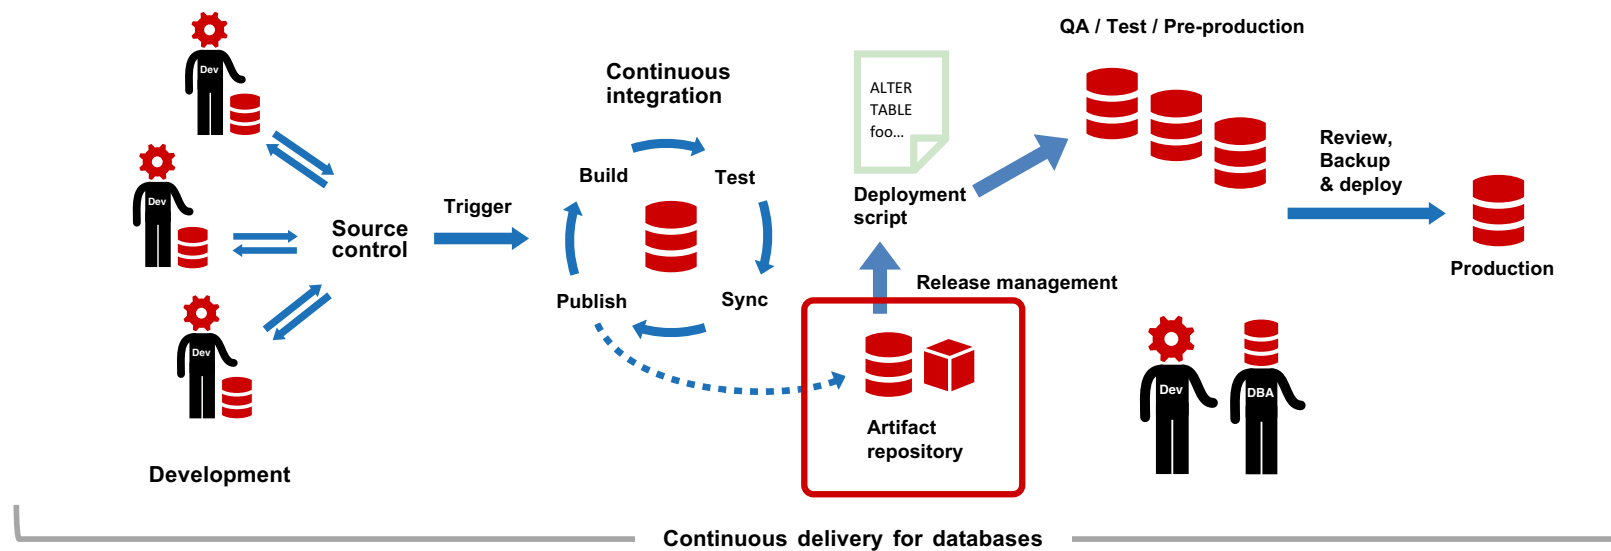 Dev
Dev
Dev
Development
Source
control
Trigger
Continuous
integration
Build
Test
Sync
Publish
ALTER
TABLE
foo...
Deployment
script
Release management
Artifact
repository
QA / Test / Pre-production
Review,
Backup
& deploy
Production
Dev
DBA
Continuous delivery for databases